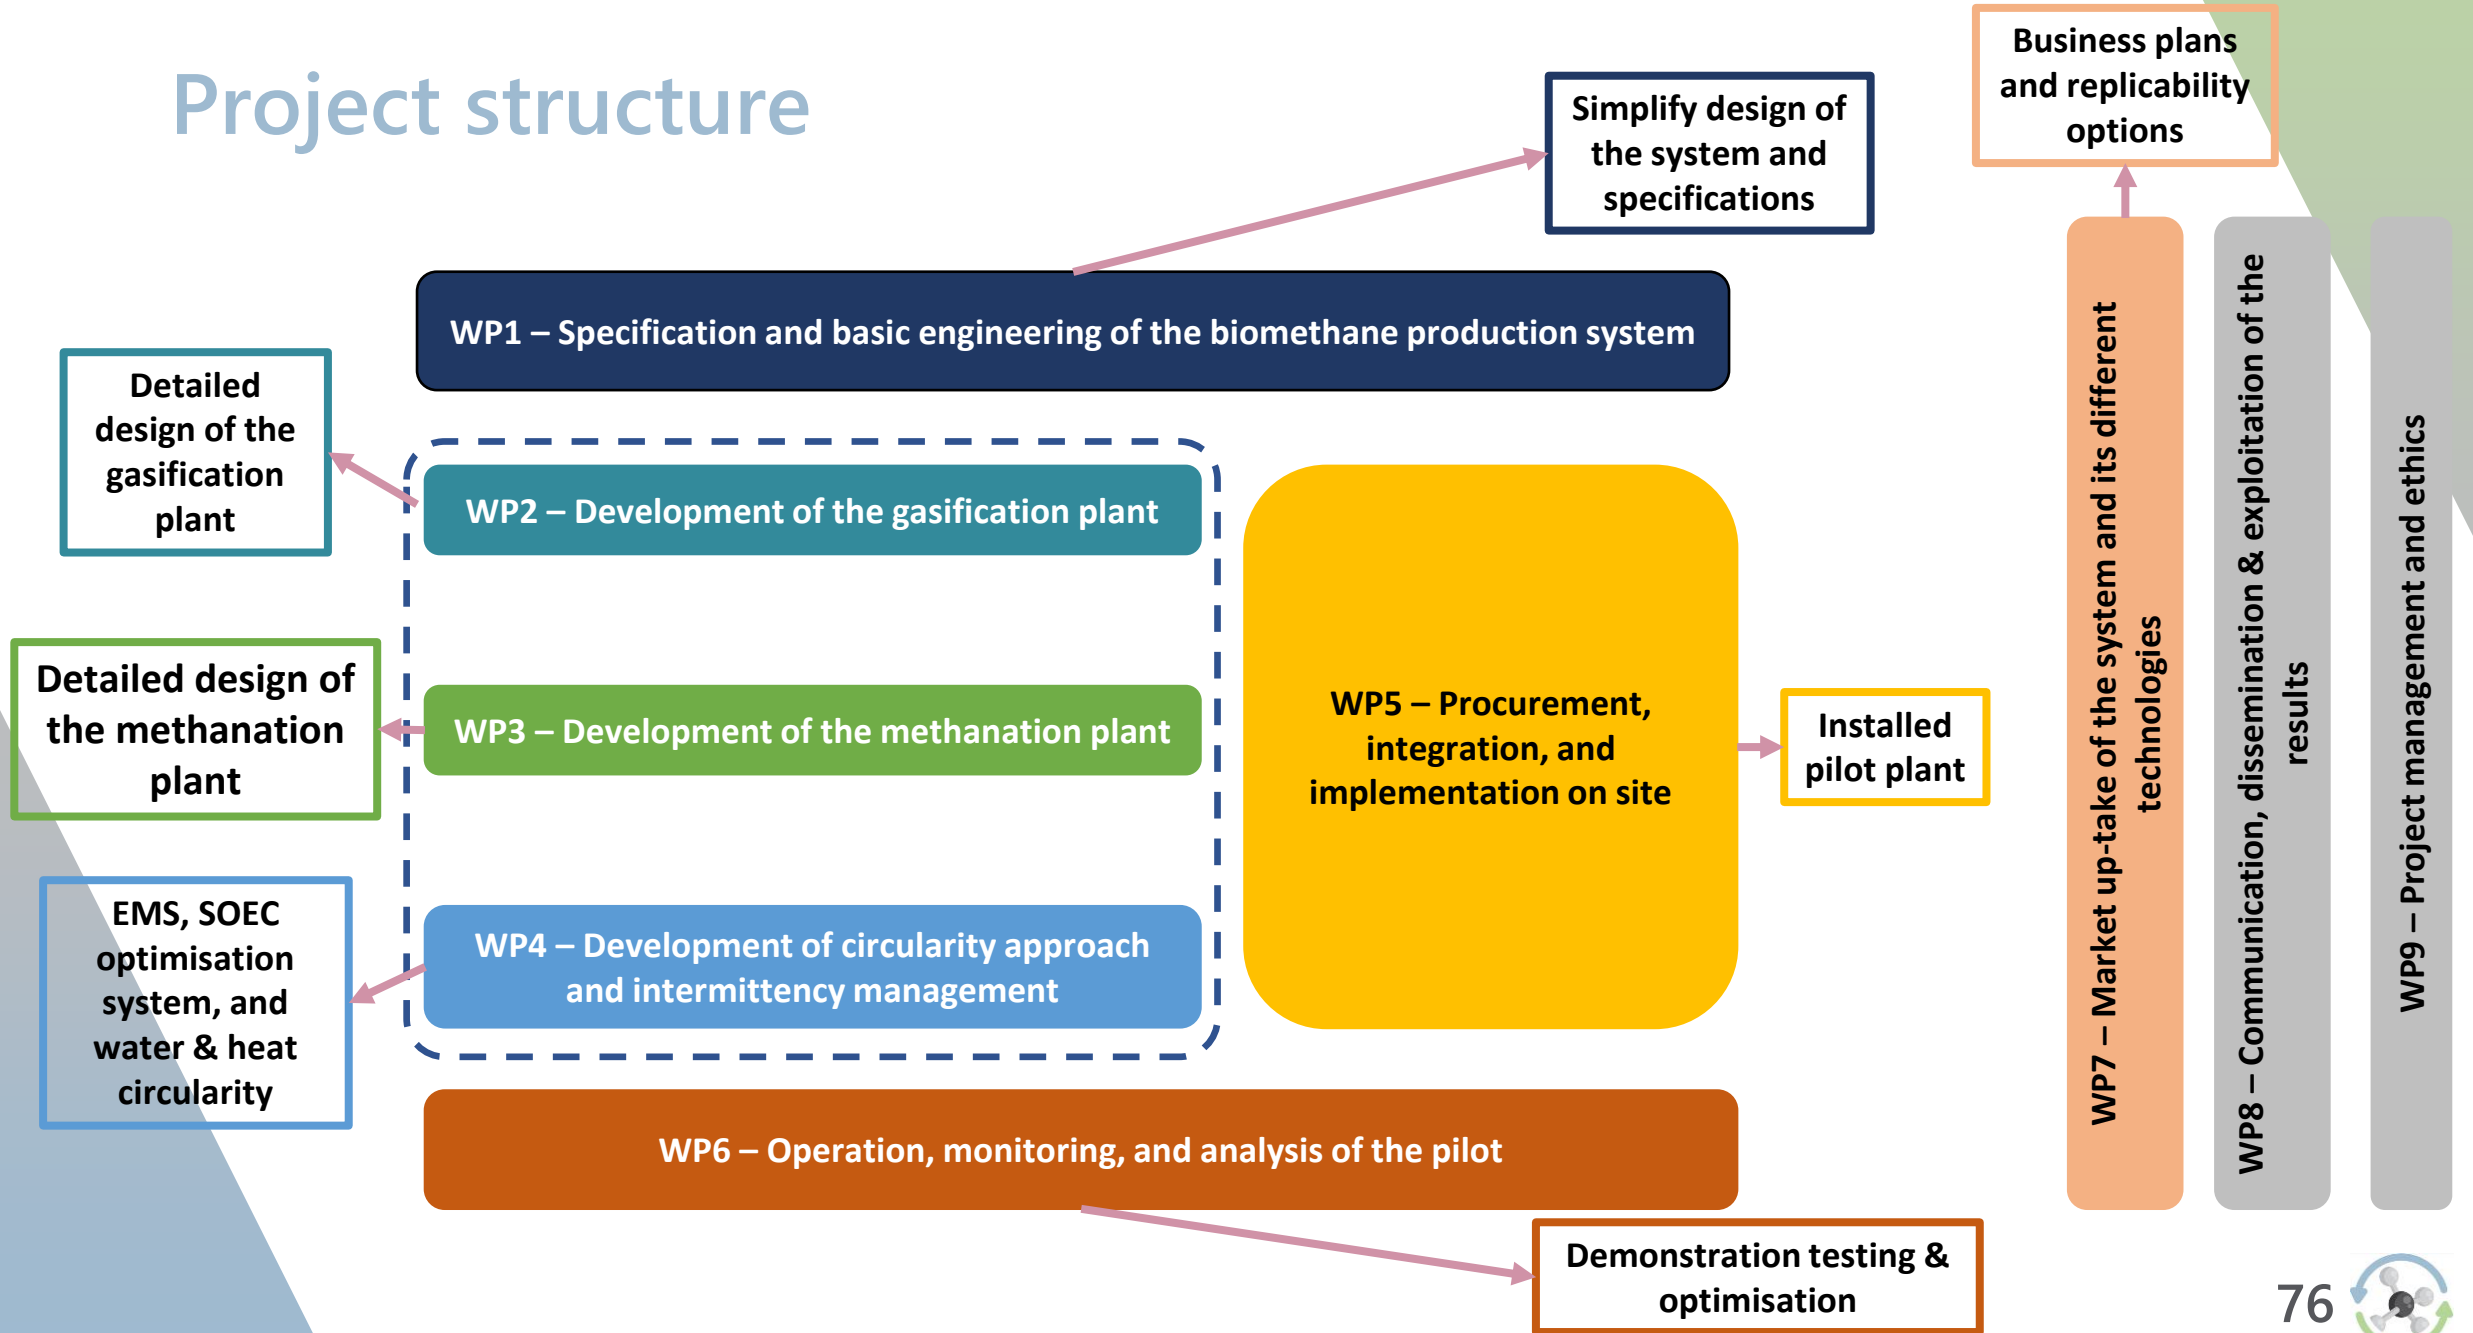 Project structure
Simplify design of
the system and
specifications
Business plans
and replicability
options
WP1 – Specification and basic engineering of the biomethane production system
Detailed
design of the
gasification
plant
WP2 – Development of the gasification plant
Detailed design of
the methanation
plant
WP3 – Development of the methanation plant
EMS, SOEC
optimisation
system, and
water & heat
circularity
WP4 – Development of circularity approach
and intermittency management
WP5 – Procurement,
integration, and
implementation on site
Installed
pilot plant
WP6 – Operation, monitoring, and analysis of the pilot
Demonstration testing &
optimisation
WP7 – Market up-take of the system and its different
technologies
WP8 – Communication, dissemination & exploitation of the
results
WP9 – Project management and ethics
76